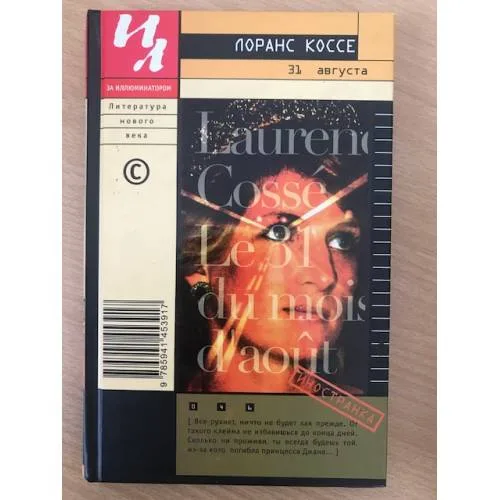 ИЛ
ЗА ИЛЛЮМИНАТОРОМ
Литература
нового
века
©
ЛОРАНС КОССЕ
31 августа
Laurenc
Cossé
Le 31
du mois
d'août
ИНОСТРАНКА
9 785941 453917
046
[ Все рухнет, ничто не будет как прежде. От
такого клейма не избавишься до конца дней.
Сколько ни проживи, ты всегда будешь той,
из-за кого погибла принцесса Диана... ]